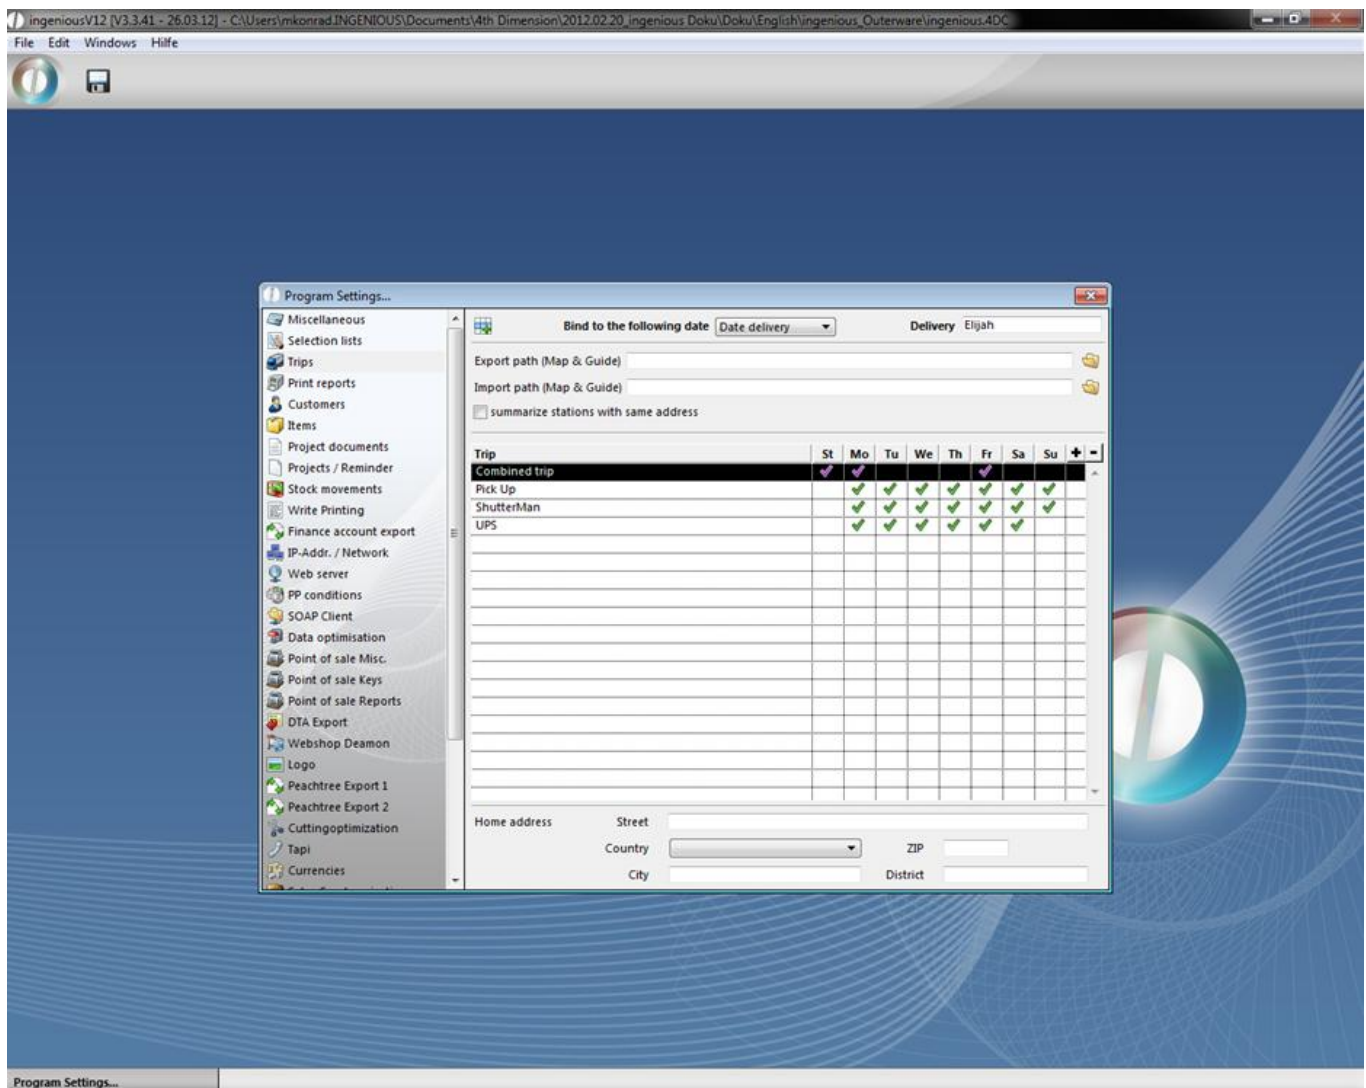 ingeniousV12 [V3.3.41 - 26.03.12] - C:\Users\mkonrad.INGENIOUS\Documents\4th Dimension\2012.02.20_ingenious Doku\Doku\English\ingenious_Outerware\ingenious.4DC
File Edit Windows Hilfe
Program Settings...
Miscellaneous
Selection lists
Trips
Print reports
Customers
Items
Project documents
Projects / Reminder
Stock movements
Write Printing
Finance account export
IP-Addr. / Network
Web server
PP conditions
SOAP Client
Data optimisation
Point of sale Misc.
Point of sale Keys
Point of sale Reports
DTA Export
Webshop Deamon
Logo
Peachtree Export 1
Peachtree Export 2
Cuttingoptimization
Tapi
Currencies
Bind to the following date Date delivery Delivery Elijah
Export path (Map & Guide)
Import path (Map & Guide)
summarize stations with same address
Trip St Mo Tu We Th Fr Sa Su + -
Combined trip
Pick Up
ShutterMan
UPS
Home address Street
Country ZIP
City District
Program Settings...